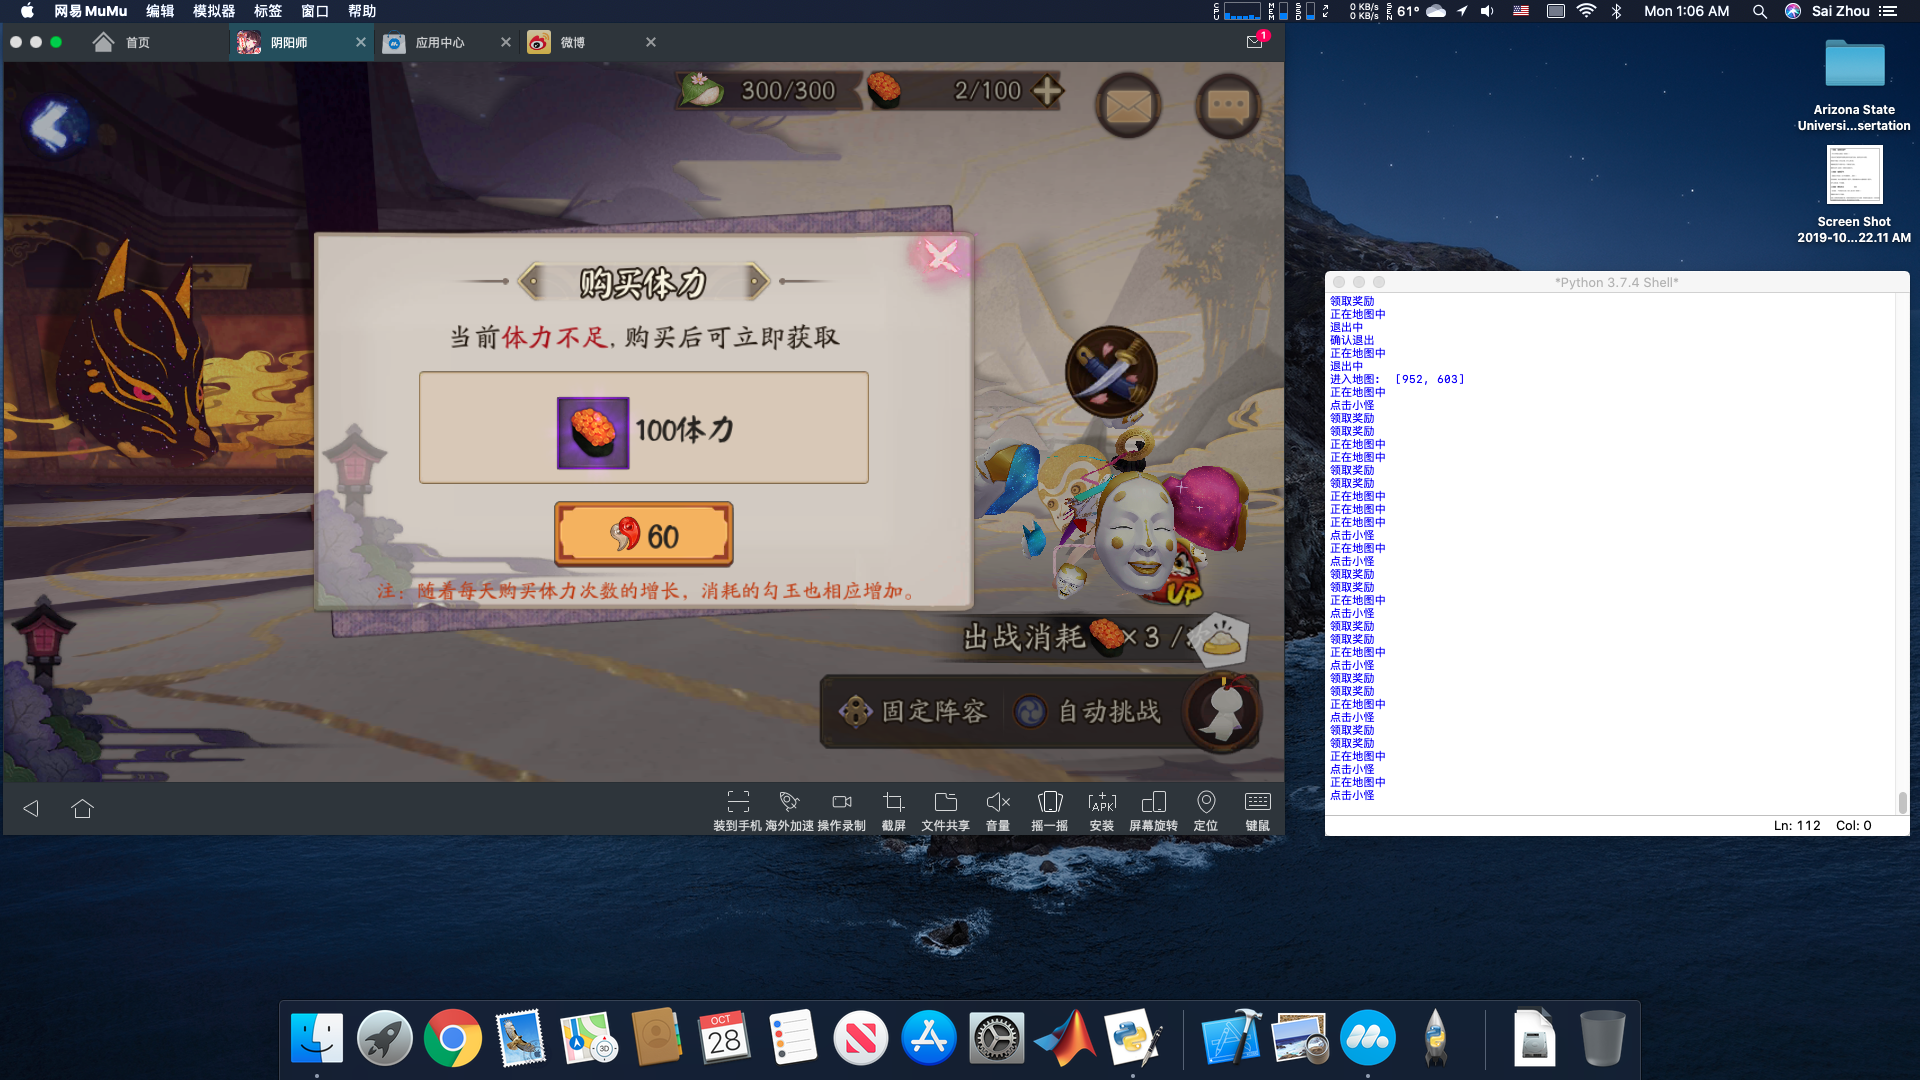 网易 MuMu 编辑 模拟器 标签 窗口 帮助
CPU MEM SSD 0 KB/s 0 KB/s SEN 61° Mon 1:06 AM Sai Zhou
首页 阴阳师 应用中心 微博 1
300/300 2/100
购买体力
当前体力不足,购买后可立即获取
100体力
60
注：随着每天购买体力次数的增长，消耗的勾玉也相应增加。
UP
出战消耗 × 3 /
固定阵容 自动挑战
装到手机 海外加速 操作录制 截屏 文件共享 音量 摇一摇 APK 安装 屏幕旋转 定位 键鼠
Arizona State
Universi...sertation
Screen Shot
2019-10...22.11 AM
*Python 3.7.4 Shell*
领取奖励
正在地图中
退出中
确认退出
正在地图中
退出中
进入地图: [952, 603]
正在地图中
点击小怪
领取奖励
领取奖励
正在地图中
正在地图中
领取奖励
领取奖励
正在地图中
正在地图中
正在地图中
点击小怪
正在地图中
点击小怪
领取奖励
领取奖励
正在地图中
点击小怪
领取奖励
领取奖励
正在地图中
点击小怪
领取奖励
领取奖励
正在地图中
点击小怪
领取奖励
领取奖励
正在地图中
点击小怪
正在地图中
点击小怪
Ln: 112 Col: 0
OCT
28
3D